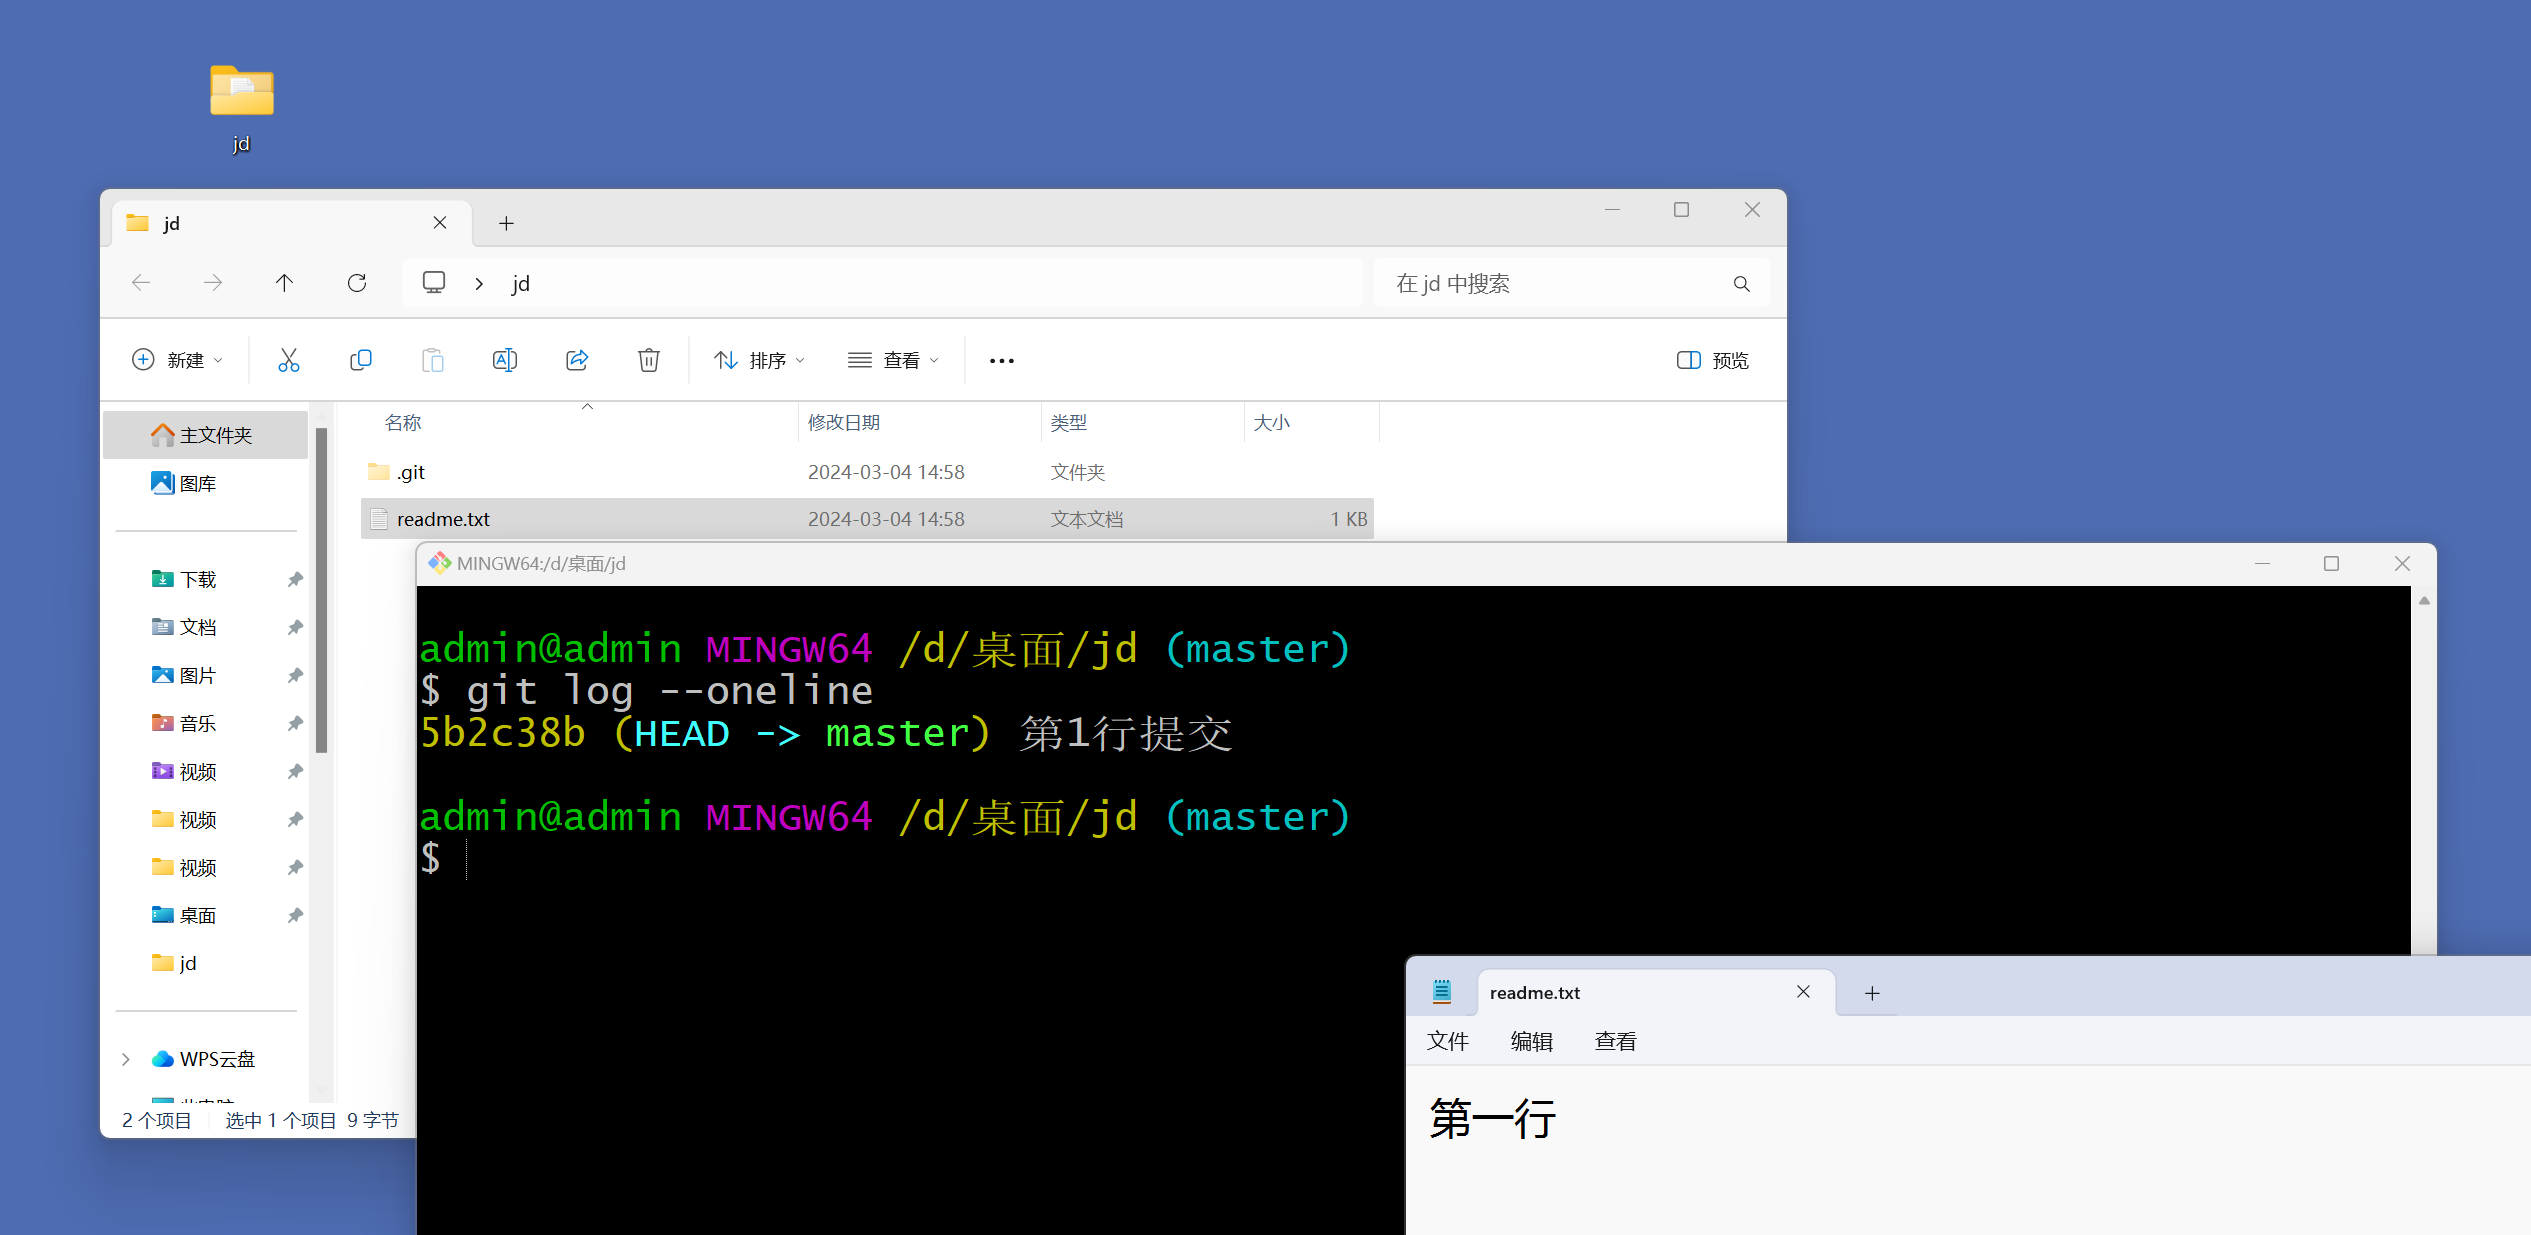 jd
jd
jd
在 jd 中搜索
新建
排序
查看
预览
名称
修改日期
类型
大小
主文件夹
图库
下载
文档
图片
音乐
视频
视频
视频
桌面
jd
WPS云盘
.git
2024-03-04 14:58
文件夹
readme.txt
2024-03-04 14:58
文本文档
1 KB
2 个项目
选中 1 个项目 9 字节
MINGW64:/d/桌面/jd
admin@admin MINGW64 /d/桌面/jd (master)
$ git log --oneline
5b2c38b (HEAD -> master) 第1行提交
admin@admin MINGW64 /d/桌面/jd (master)
$
readme.txt
文件
编辑
查看
第一行